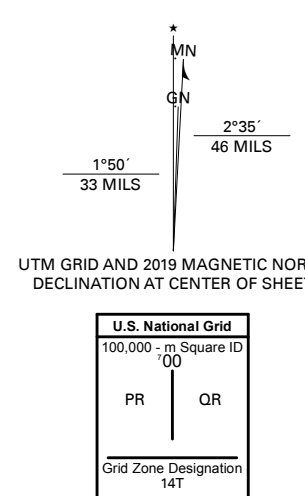 ★
MN
GN
2°35´
46 MILS
1°50´
33 MILS
UTM GRID AND 2019 MAGNETIC NOR
DECLINATION AT CENTER OF SHEET
U.S. National Grid
100,000 - m Square ID
⁷00
PR QR
Grid Zone Designation
14T